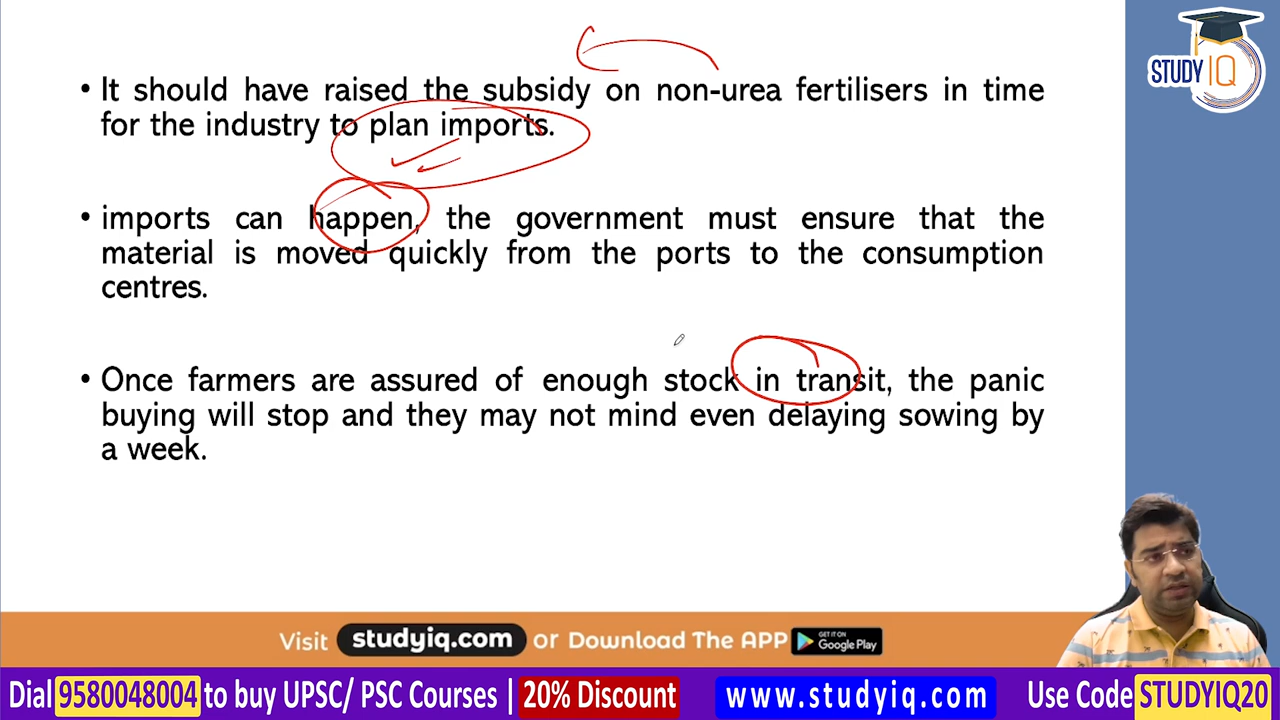 • It should have raised the subsidy on non-urea fertilisers in time
for the industry to plan imports.
• imports can happen, the government must ensure that the
material is moved quickly from the ports to the consumption
centres.
• Once farmers are assured of enough stock in transit, the panic
buying will stop and they may not mind even delaying sowing by
a week.
STUDY IQ
Visit studyiq.com or Download The APP GET IT ON Google Play
Dial 9580048004 to buy UPSC/ PSC Courses | 20% Discount www.studyiq.com Use Code STUDYIQ20